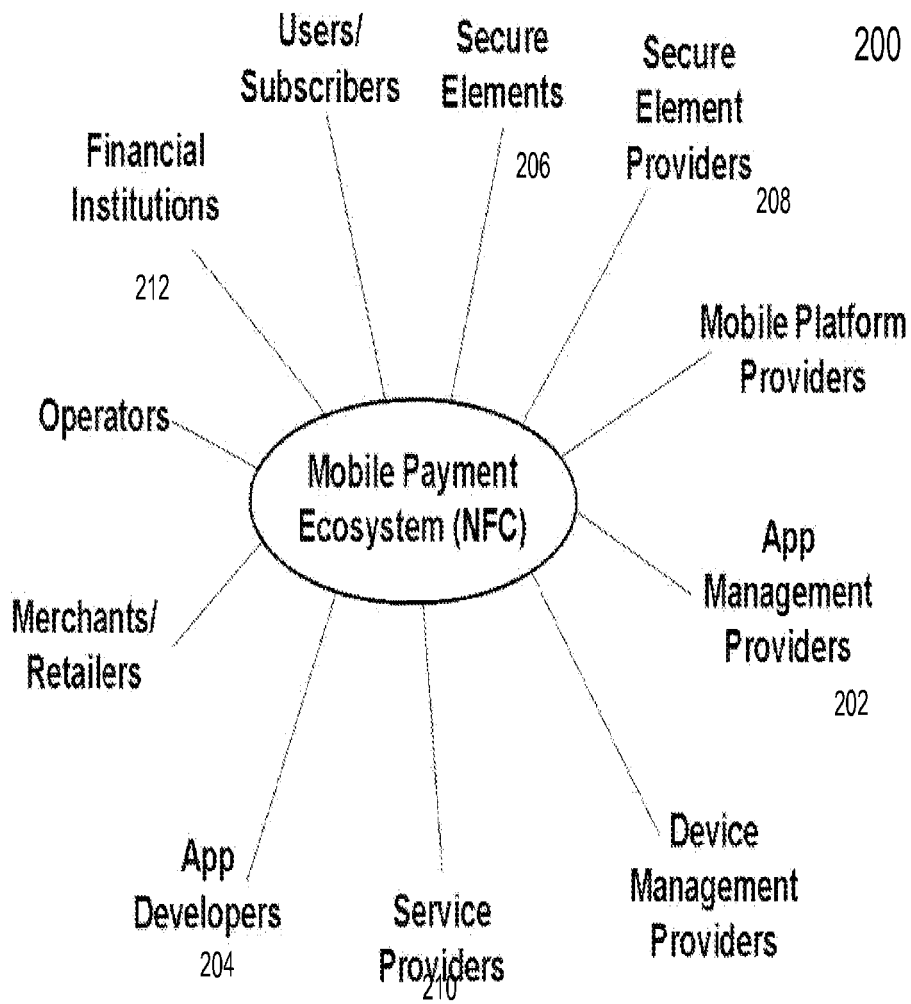 200
Users/
Subscribers
Secure
Elements
206
Secure
Element
Providers
208
Financial
Institutions
212
Mobile Platform
Providers
Operators
Mobile Payment
Ecosystem (NFC)
App
Management
Providers
202
Merchants/
Retailers
Device
Management
Providers
App
Developers
204
Service
Providers
210